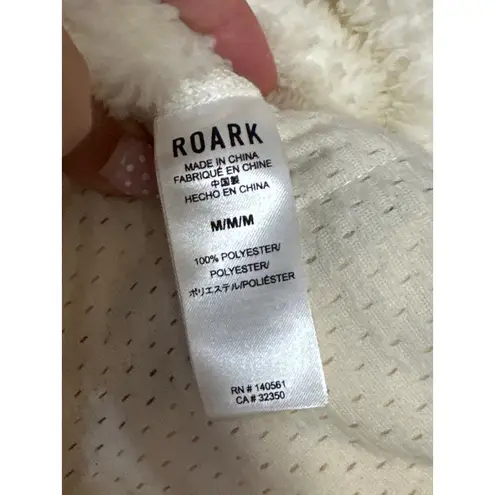 ROARK
MADE IN CHINA
FABRIQUÉ EN CHINE
中国製
HECHO EN CHINA
M/M/M
100% POLYESTER/
POLYESTER/
ポリエステル/POLIÉSTER
RN # 140561
CA # 32350